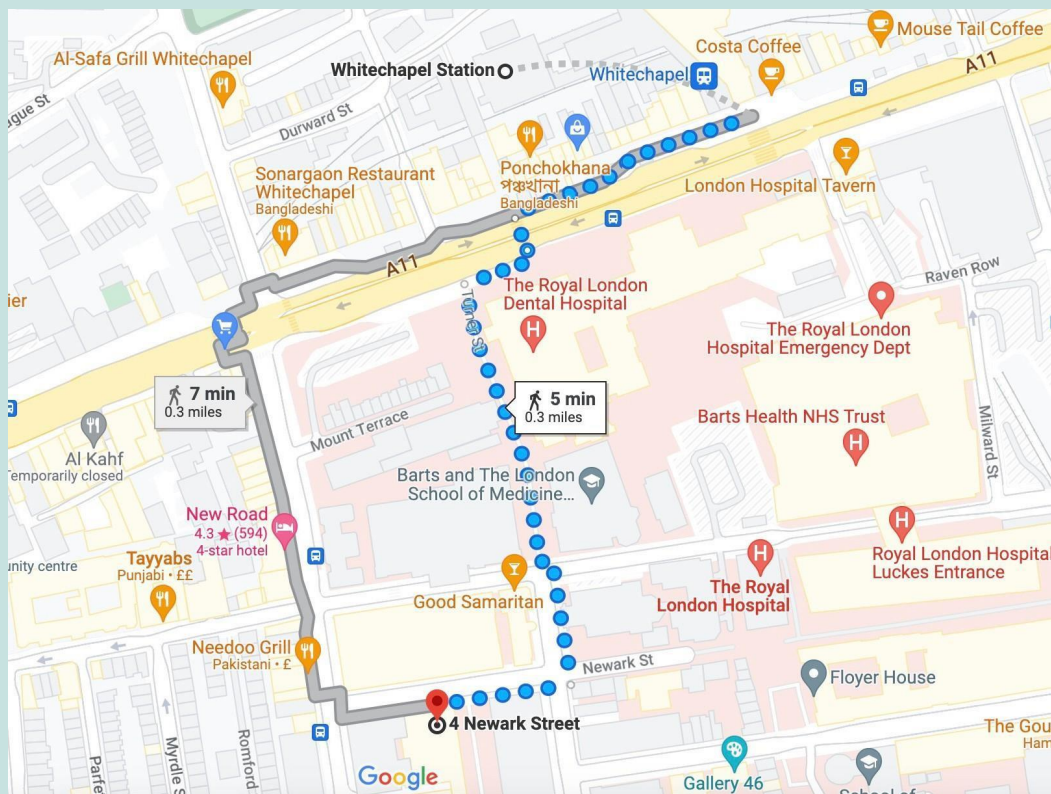 Mouse Tail Coffee
Costa Coffee
Al-Safa Grill Whitechapel
Whitechapel Station
Whitechapel
A11
ague St
Durward St
Ponchokhana
পঞ্চখানা
Bangladeshi
Sonargaon Restaurant
Whitechapel
Bangladeshi
London Hospital Tavern
A11
Raven Row
ier
The Royal London
Dental Hospital
Turner St
The Royal London
Hospital Emergency Dept
7 min
0.3 miles
5 min
0.3 miles
Mount Terrace
Barts Health NHS Trust
Milward St
Al Kahf
Temporarily closed
Barts and The London
School of Medicine...
New Road
4.3 ★ (594)
4-star hotel
unity centre
Tayyabs
Punjabi • ££
Good Samaritan
The Royal
London Hospital
Royal London Hospital
Luckes Entrance
Needoo Grill
Pakistani • £
Newark St
Floyer House
4 Newark Street
The Gou
Ham
Parfe
Myrdle S
Romford
Google
Gallery 46
School of